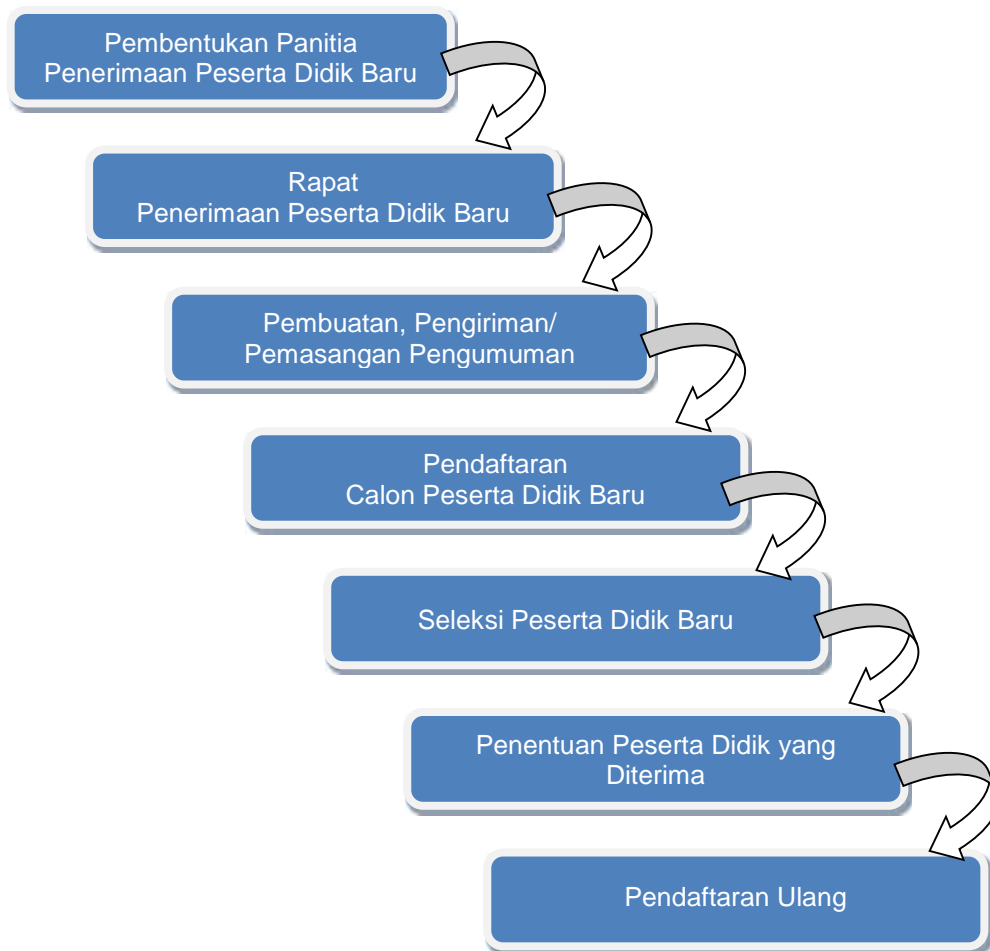 Pembentukan Panitia
Penerimaan Peserta Didik Baru
Rapat
Penerimaan Peserta Didik Baru
Pembuatan, Pengiriman/
Pemasangan Pengumuman
Pendaftaran
Calon Peserta Didik Baru
Seleksi Peserta Didik Baru
Penentuan Peserta Didik yang
Diterima
Pendaftaran Ulang